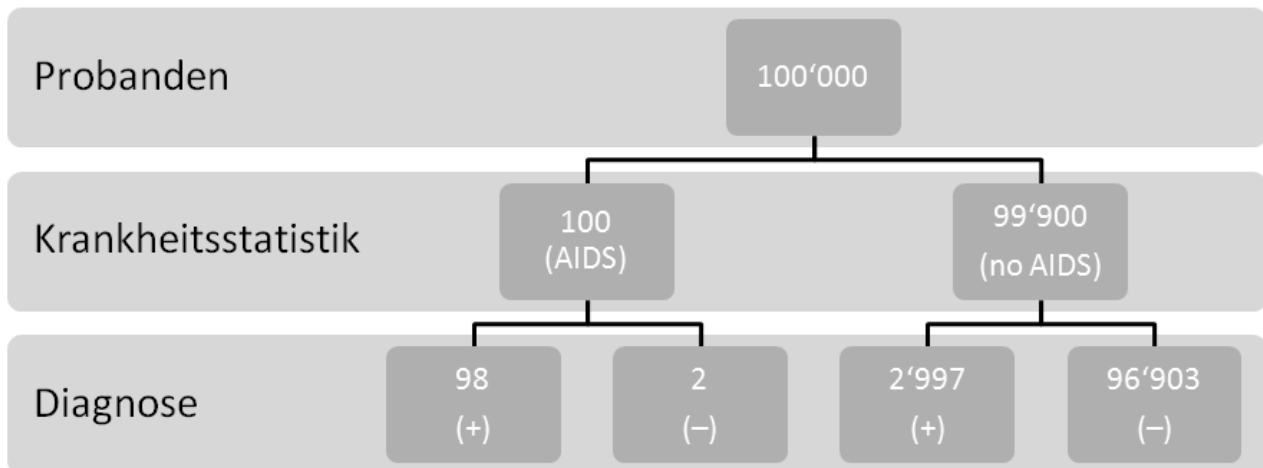 Probanden
100‘000
Krankheitsstatistik
100
(AIDS)
99‘900
(no AIDS)
Diagnose
98
(+)
2
(–)
2‘997
(+)
96‘903
(–)